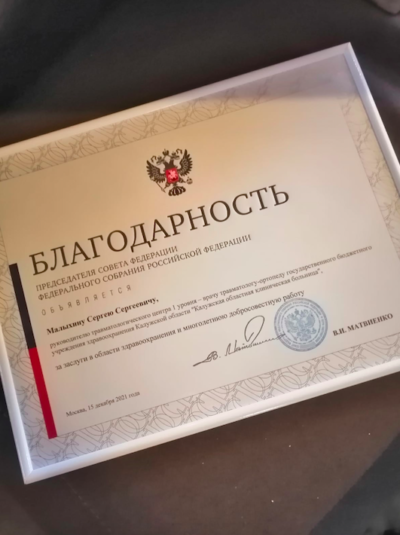 БЛАГОДАРНОСТЬ
ПРЕДСЕДАТЕЛЯ СОВЕТА ФЕДЕРАЦИИ
ФЕДЕРАЛЬНОГО СОБРАНИЯ РОССИЙСКОЙ ФЕДЕРАЦИИ
ОБЪЯВЛЯЕТСЯ
Малыхину Сергею Сергеевичу,
руководителю травматологического центра 1 уровня – врачу травматологу-ортопеду государственного бюджетного
учреждения здравоохранения Калужской области "Калужская областная клиническая больница",
за заслуги в области здравоохранения и многолетнюю добросовестную работу
В.И. МАТВИЕНКО
Москва, 13 декабря 2021 года